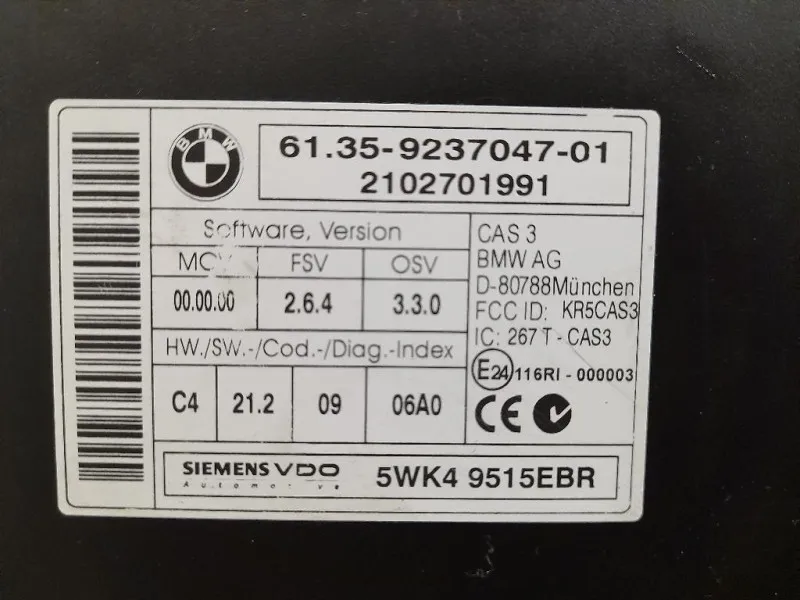 BMW
61.35-9237047-01
2102701991
Software, Version
FSV OSV
00.00.00 2.6.4 3.3.0
HW./SW.-/Cod.-/Diag.-Index
C4 21.2 09 06A0
CAS 3
BMW AG
D-80788München
FCC ID: KR5CAS3
IC: 267T-CAS3
E24 116RI-000003
CE
SIEMENS VDO
Automotive
5WK4 9515EBR